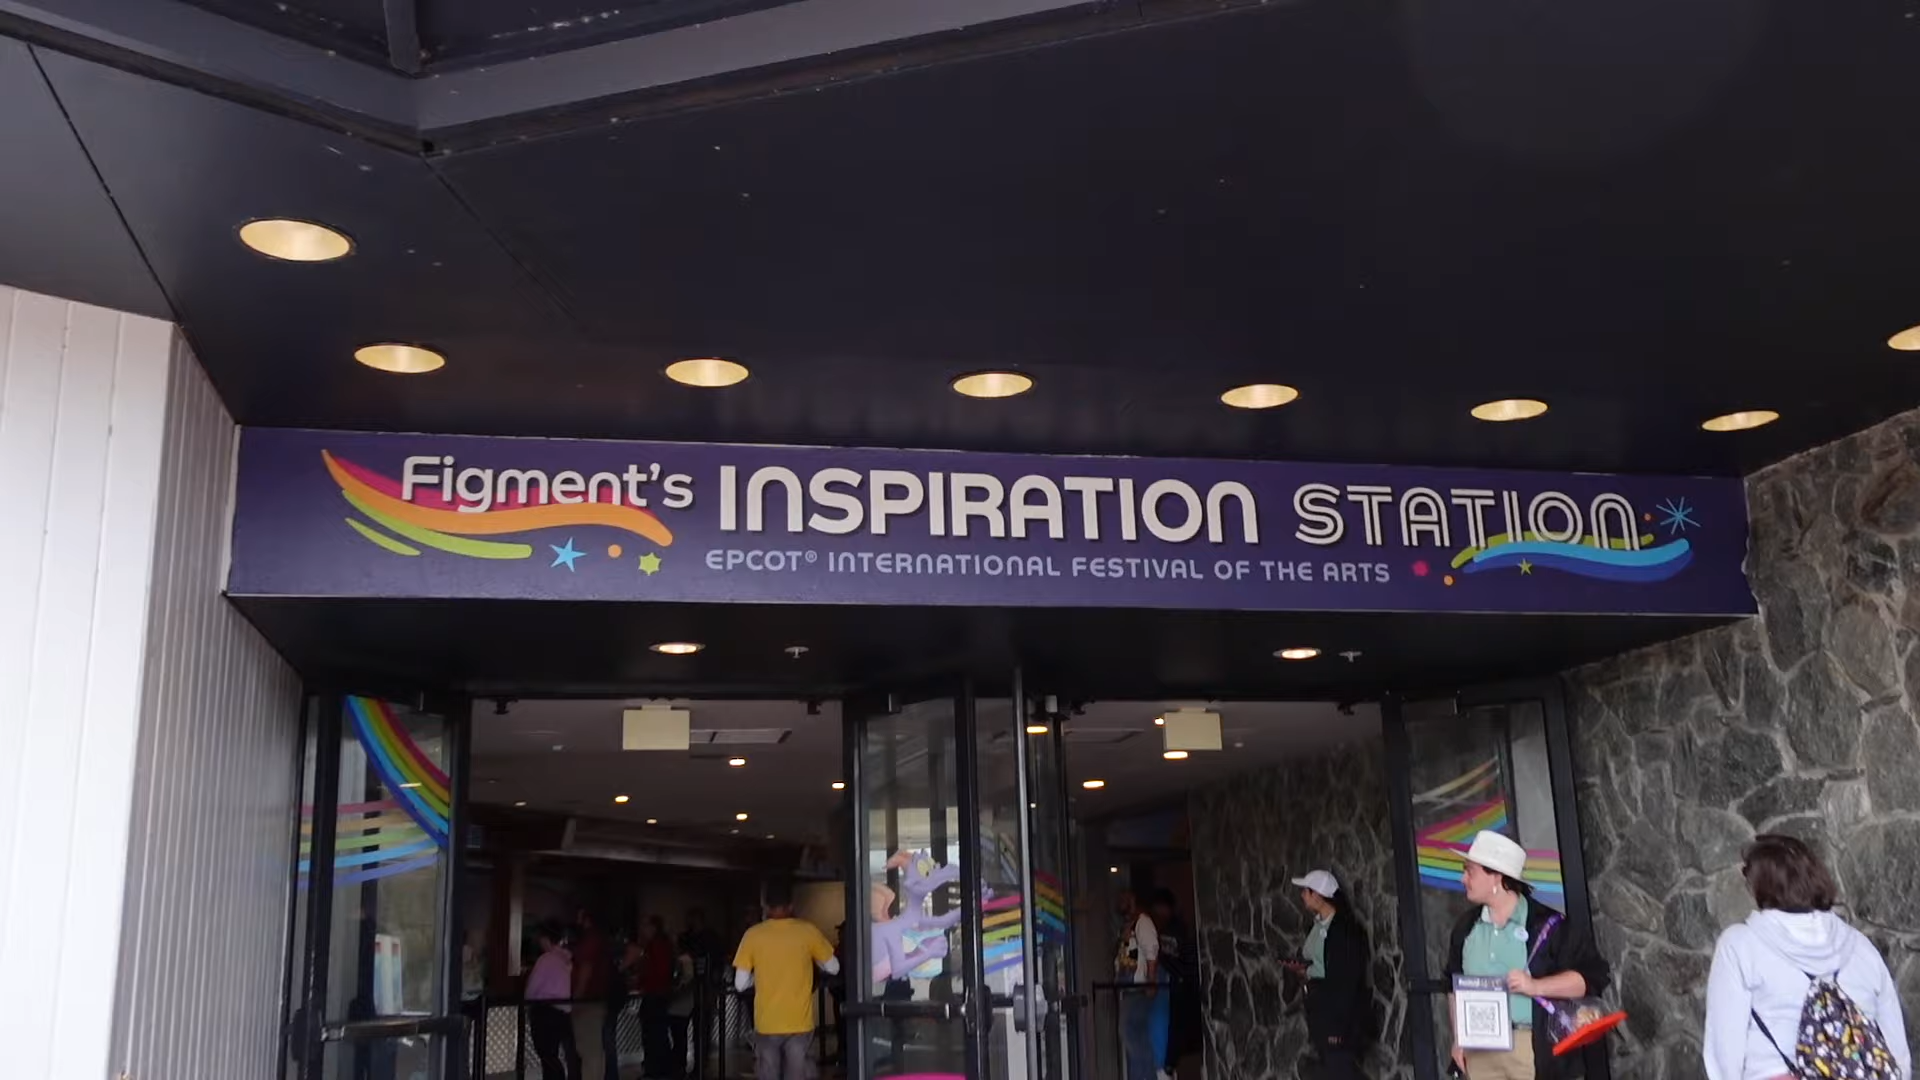 Figment's INSPIRATION STATION
EPCOT® INTERNATIONAL FESTIVAL OF THE ARTS